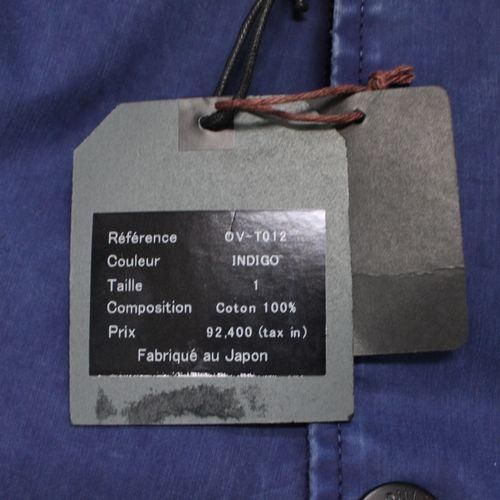 Référence OV-T012
Couleur INDIGO
Taille 1
Composition Coton 100%
Prix 92,400 (tax in)
Fabriqué au Japon